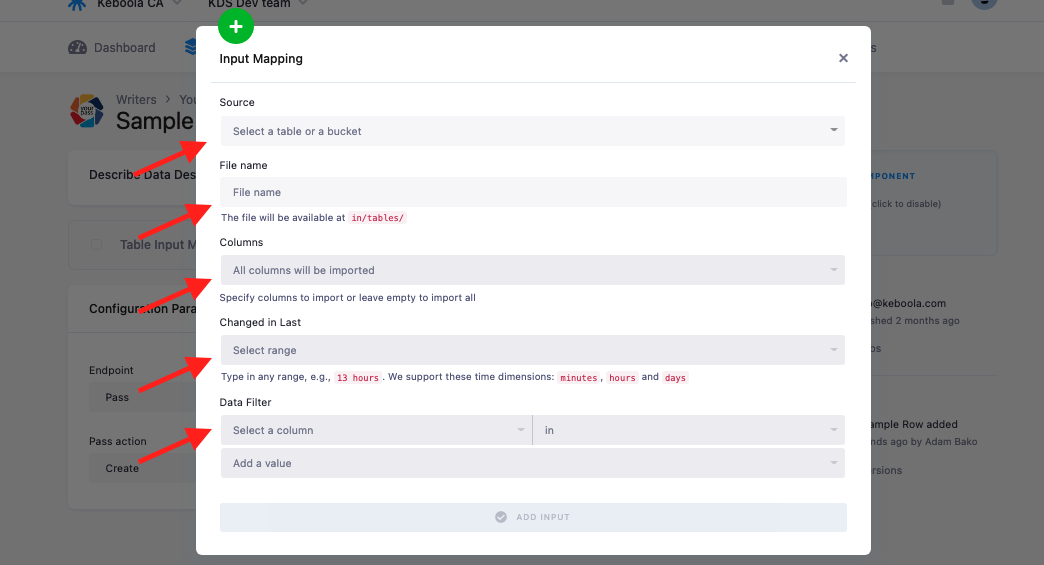 Keboola CA
KDS Dev team
Dashboard
Input Mapping
Writers
Sample
Source
Select a table or a bucket
Describe Data Des
File name
File name
The file will be available at in/tables/
MPONENT
click to disable)
Table Input M
Columns
All columns will be imported
Specify columns to import or leave empty to import all
Configuration Para
@keboola.com
shed 2 months ago
Changed in Last
Select range
Type in any range, e.g., 13 hours. We support these time dimensions: minutes, hours and days
Endpoint
Pass
Data Filter
Select a column
in
Add a value
Pass action
Create
ample Row added
nds ago by Adam Bako
ersions
ADD INPUT